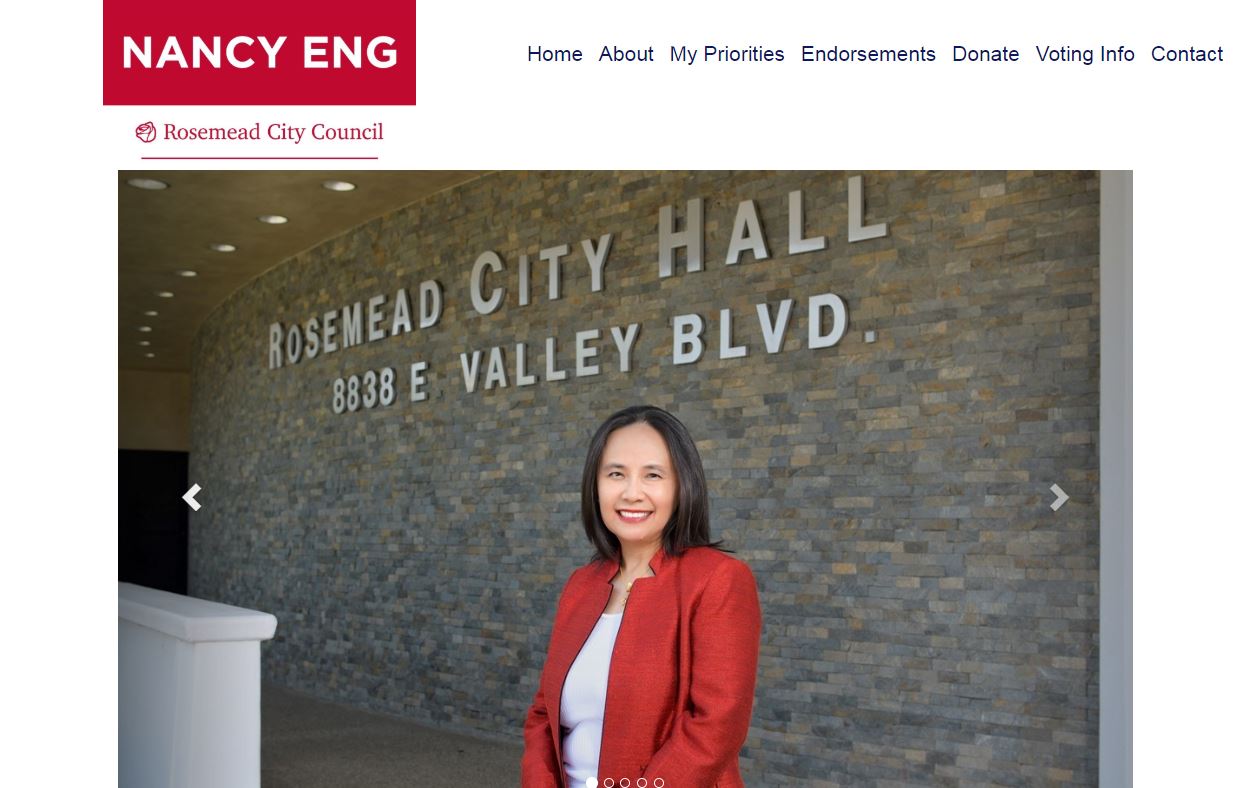 NANCY ENG
Home About My Priorities Endorsements Donate Voting Info Contact
Rosemead City Council
ROSEMEAD CITY HALL
8838 E. VALLEY BLVD.